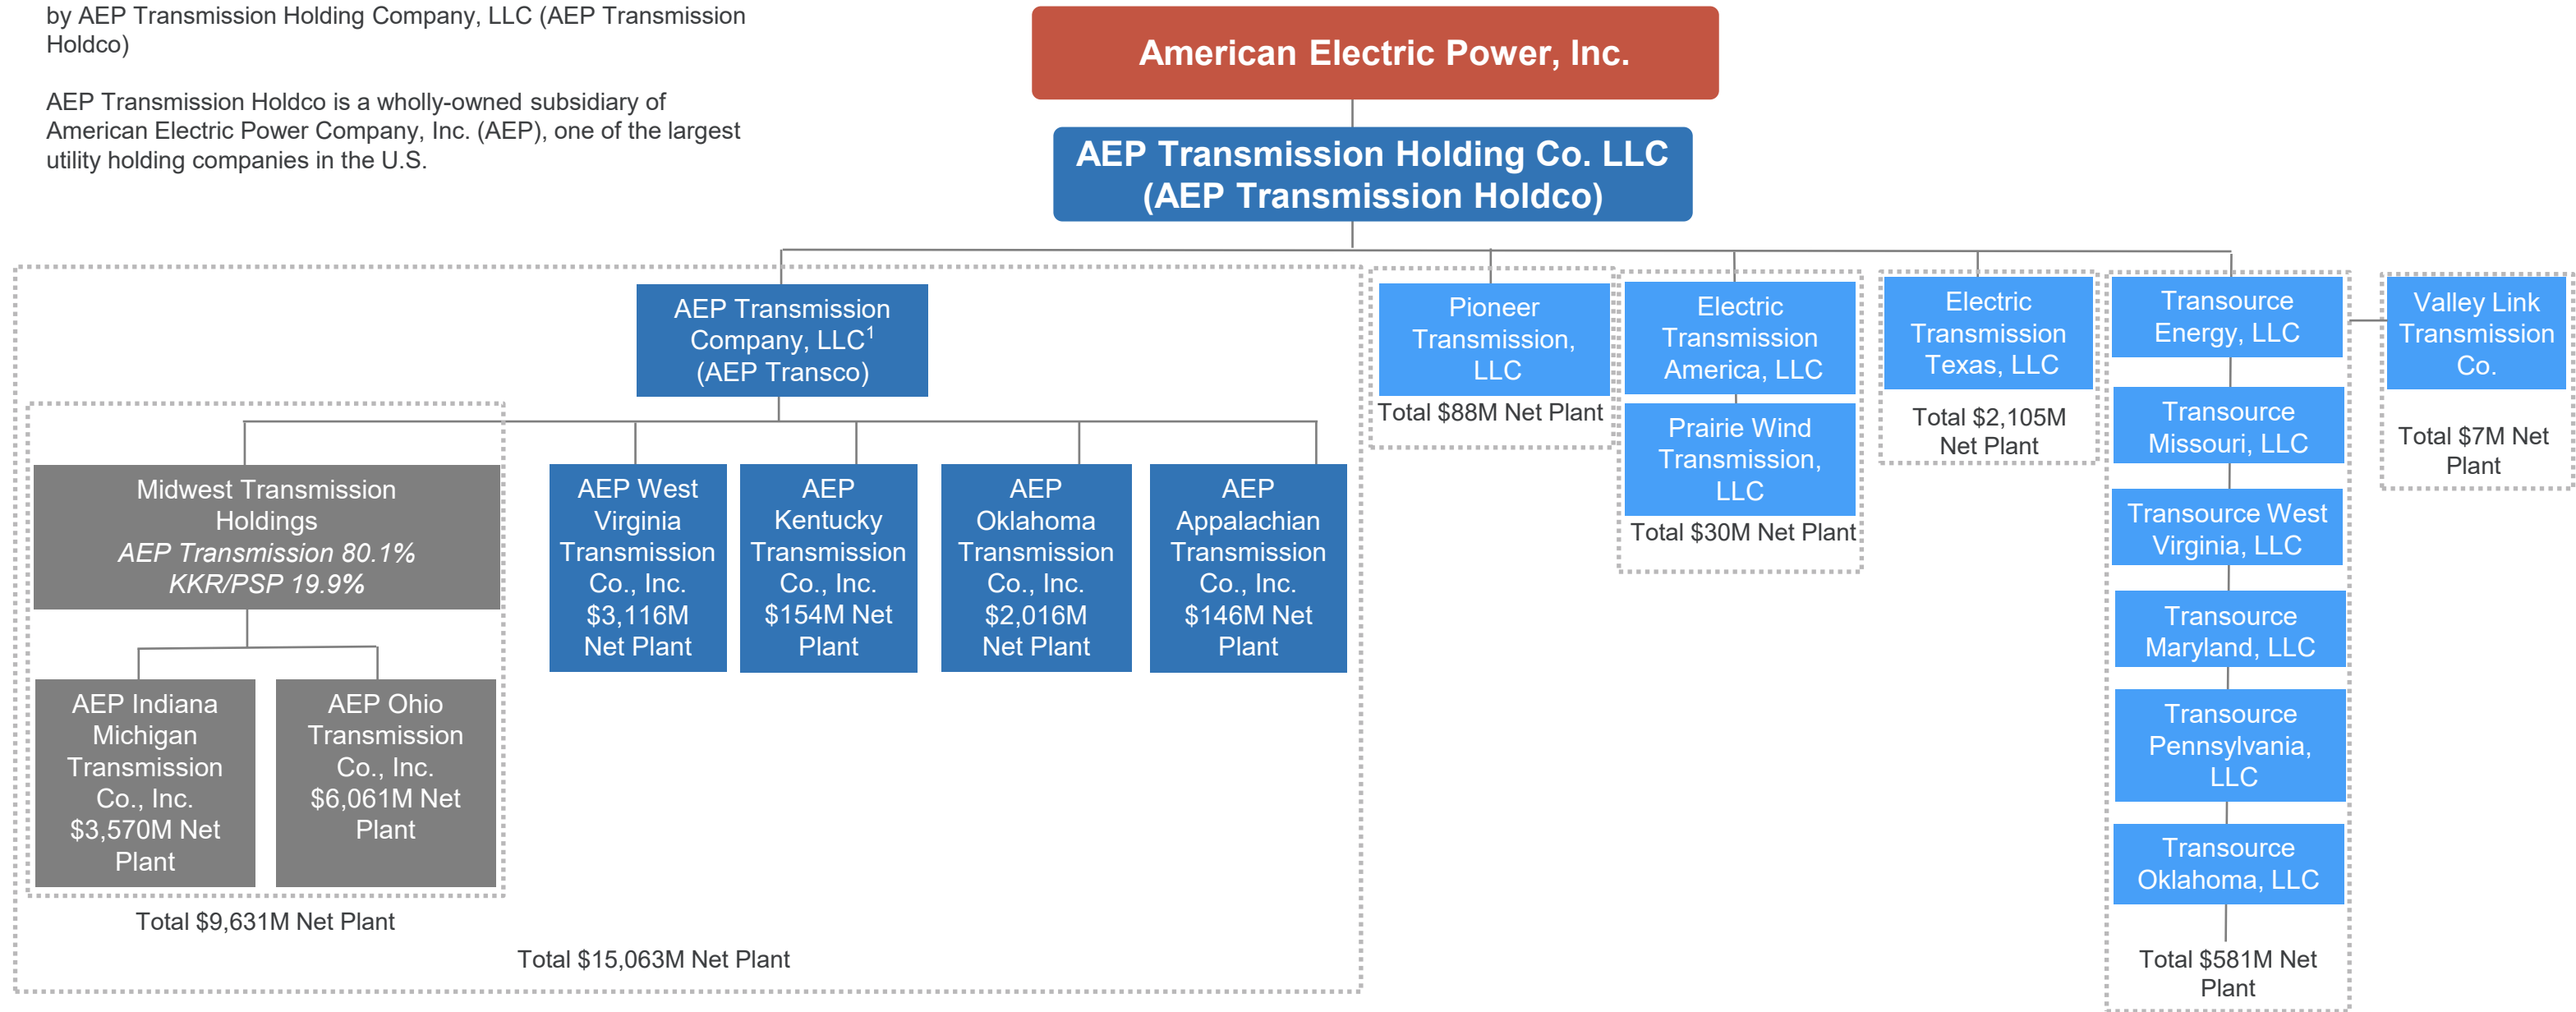 by AEP Transmission Holding Company, LLC (AEP Transmission
Holdco)
AEP Transmission Holdco is a wholly-owned subsidiary of
American Electric Power Company, Inc. (AEP), one of the largest
utility holding companies in the U.S.
American Electric Power, Inc.
AEP Transmission Holding Co. LLC
(AEP Transmission Holdco)
AEP Transmission
Company, LLC¹
(AEP Transco)
Midwest Transmission
Holdings
AEP Transmission 80.1%
KKR/PSP 19.9%
AEP Indiana
Michigan
Transmission
Co., Inc.
$3,570M Net
Plant
AEP Ohio
Transmission
Co., Inc.
$6,061M Net
Plant
Total $9,631M Net Plant
AEP West
Virginia
Transmission
Co., Inc.
$3,116M
Net Plant
AEP
Kentucky
Transmission
Co., Inc.
$154M Net
Plant
AEP
Oklahoma
Transmission
Co., Inc.
$2,016M
Net Plant
AEP
Appalachian
Transmission
Co., Inc.
$146M Net
Plant
Total $15,063M Net Plant
Pioneer
Transmission,
LLC
Total $88M Net Plant
Electric
Transmission
America, LLC
Prairie Wind
Transmission,
LLC
Total $30M Net Plant
Electric
Transmission
Texas, LLC
Total $2,105M
Net Plant
Transource
Energy, LLC
Transource
Missouri, LLC
Transource West
Virginia, LLC
Transource
Maryland, LLC
Transource
Pennsylvania,
LLC
Transource
Oklahoma, LLC
Total $581M Net
Plant
Valley Link
Transmission
Co.
Total $7M Net
Plant